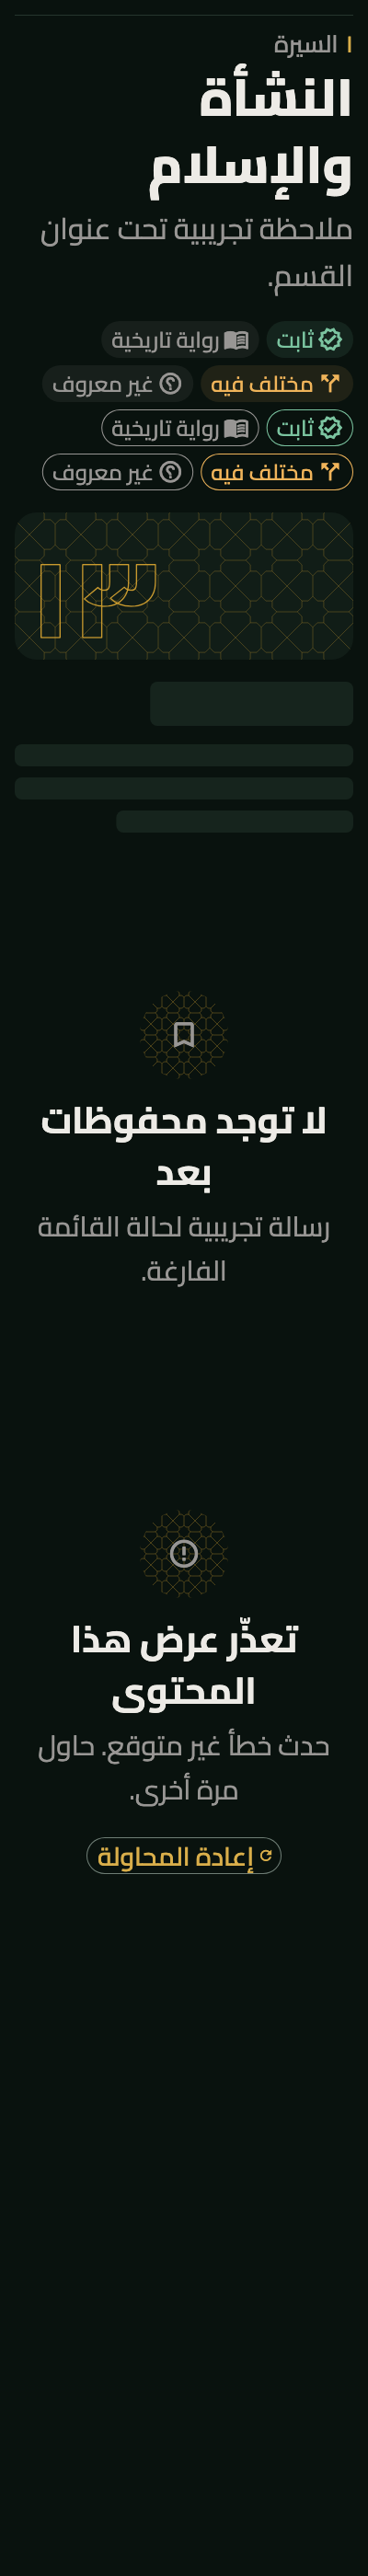 السيرة
النشأة
والإسلام
ملاحظة تجريبية تحت عنوان
القسم.
ثابت رواية تاريخية
مختلف فيه غير معروف
ثابت رواية تاريخية
مختلف فيه غير معروف
لا توجد محفوظات
بعد
رسالة تجريبية لحالة القائمة
الفارغة.
تعذّر عرض هذا
المحتوى
حدث خطأ غير متوقع. حاول
مرة أخرى.
إعادة المحاولة